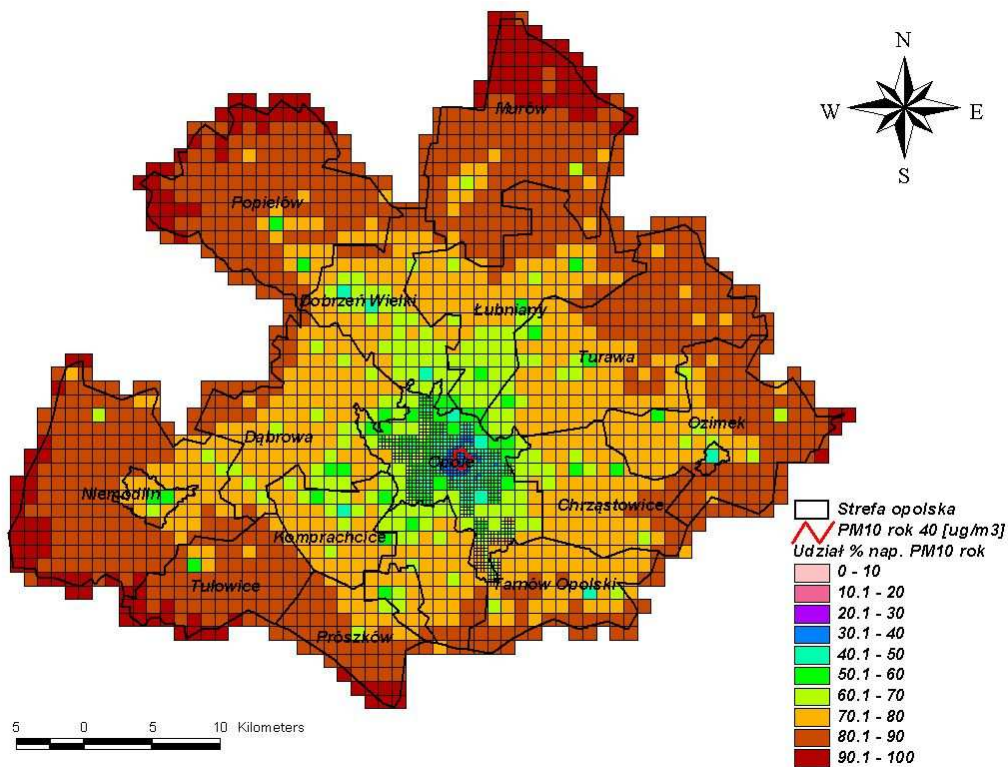 N
W E
S
Murów
Popielów
Dobrzeń Wielki
Łubniany
Turawa
Ozimek
Dąbrowa
Opole
Niemodlin
Chrząstowice
Komprachcice
Tułowice
Tarnów Opolski
Prószków
Strefa opolska
PM10 rok 40 [ug/m3]
Udział % nap. PM10 rok
0 - 10
10.1 - 20
20.1 - 30
30.1 - 40
40.1 - 50
50.1 - 60
60.1 - 70
70.1 - 80
80.1 - 90
90.1 - 100
5 0 5 10 Kilometers